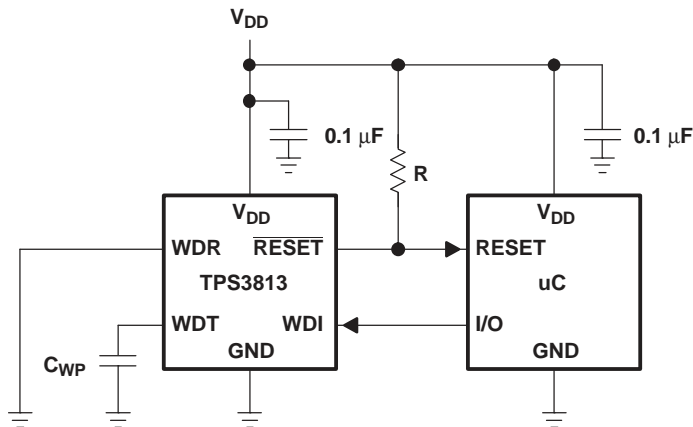 VDD
0.1 μF
R
0.1 μF
VDD
VDD
WDR
RESET
RESET
TPS3813
uC
WDT
WDI
I/O
CWP
GND
GND